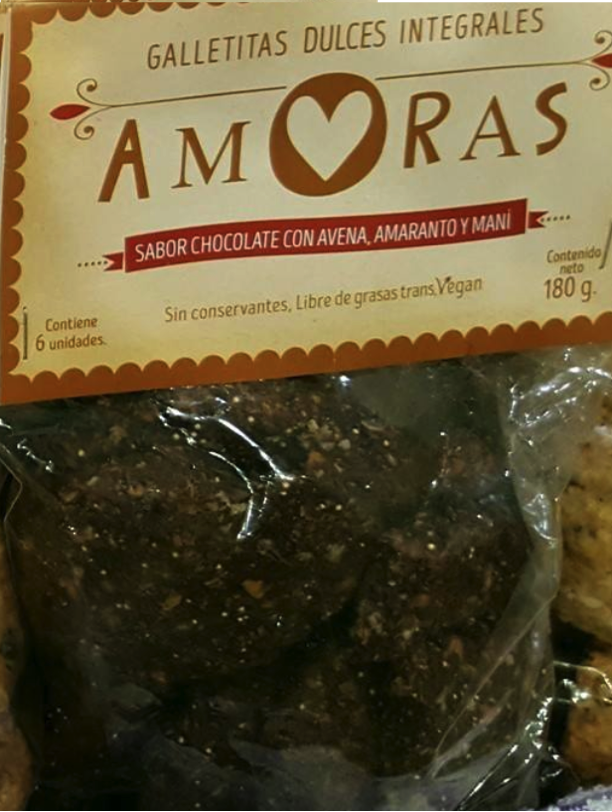 GALLETITAS DULCES INTEGRALES
AMORAS
SABOR CHOCOLATE CON AVENA, AMARANTO Y MANÍ
Sin conservantes, Libre de grasas trans, Vegan
Contiene
6 unidades.
Contenido
neto
180 g.